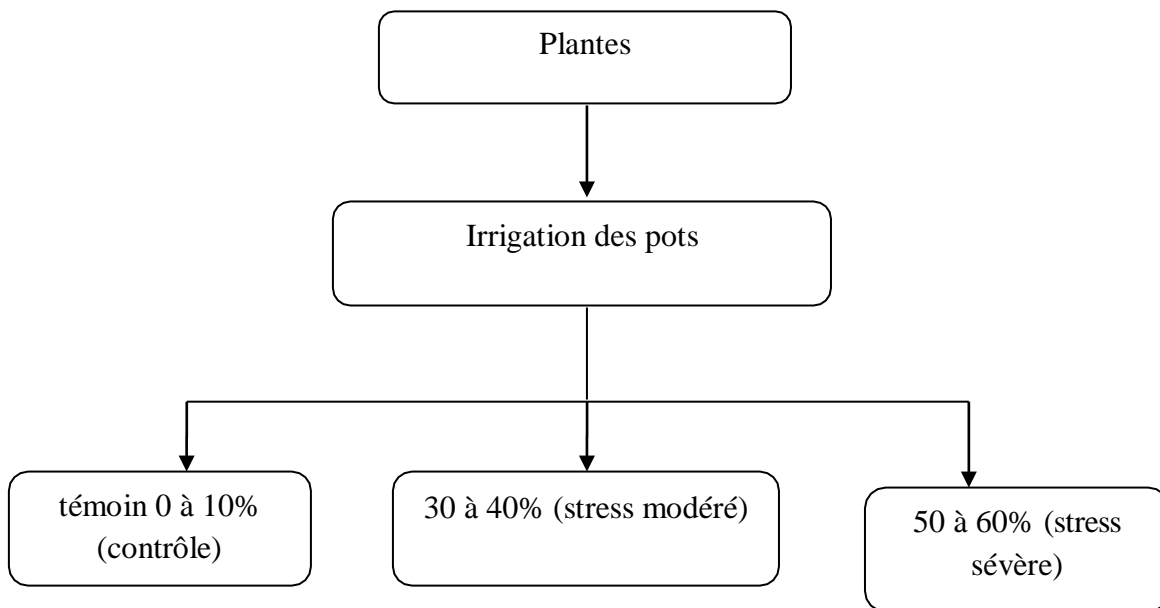 Plantes
Irrigation des pots
témoin 0 à 10%
(contrôle)
30 à 40% (stress modéré)
50 à 60% (stress
sévère)